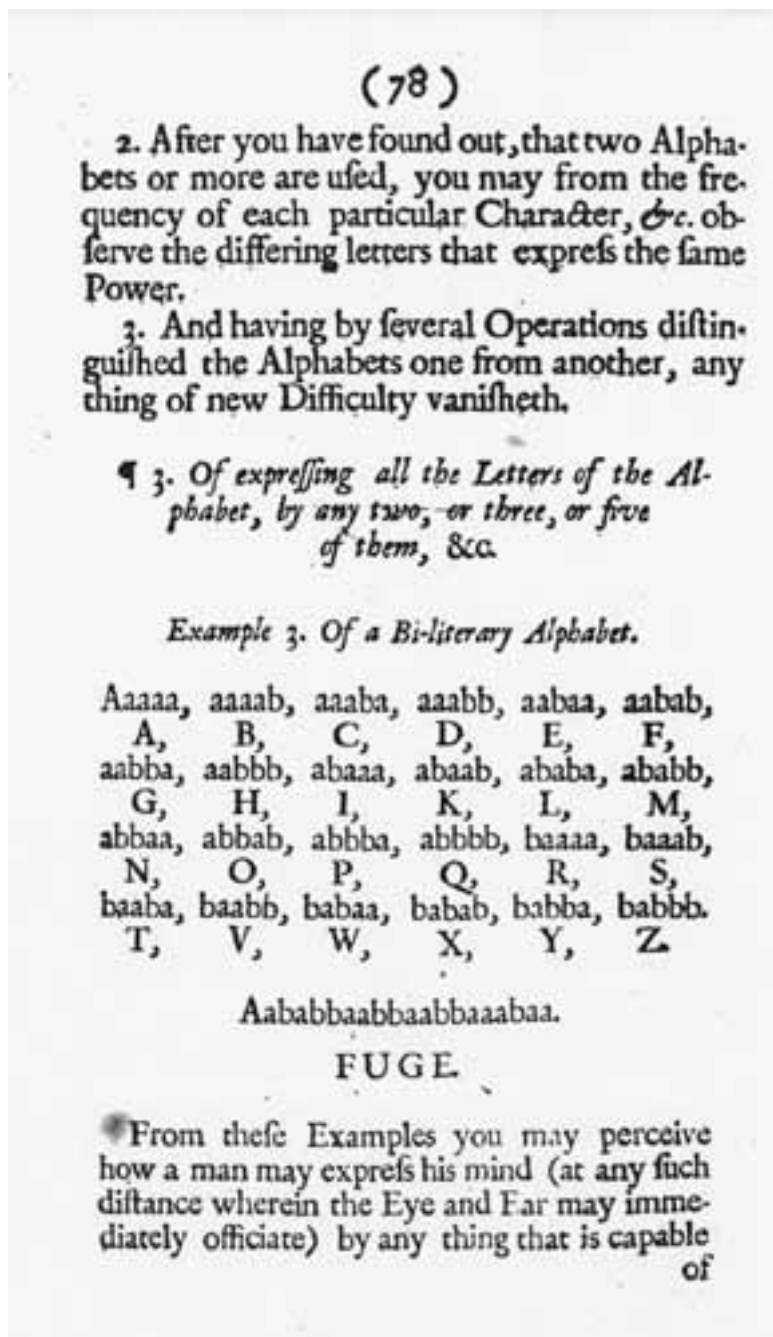 (78)
2. After you have found out, that two Alpha-
bets or more are uſed, you may from the fre-
quency of each particular Character, &c. ob-
ſerve the differing letters that expreſs the ſame
Power.
3. And having by ſeveral Operations diſtin-
guiſhed the Alphabets one from another, any
thing of new Difficulty vaniſheth.
¶ 3. Of expreſſing all the Letters of the Al-
phabet, by any two, or three, or five
of them, &c.
Example 3. Of a Bi-literary Alphabet.
Aaaaa, aaaab, aaaba, aaabb, aabaa, aabab,
A, B, C, D, E, F,
aabba, aabbb, abaaa, abaab, ababa, ababb,
G, H, I, K, L, M,
abbaa, abbab, abbba, abbbb, baaaa, baaab,
N, O, P, Q, R, S,
baaba, baabb, babaa, babab, babba, babbb.
T, V, W, X, Y, Z.
Aababbaabbaabbaaabaa.
FUGE.
From theſe Examples you may perceive
how a man may expreſs his mind (at any ſuch
diſtance wherein the Eye and Ear may imme-
diately officiate) by any thing that is capable
of